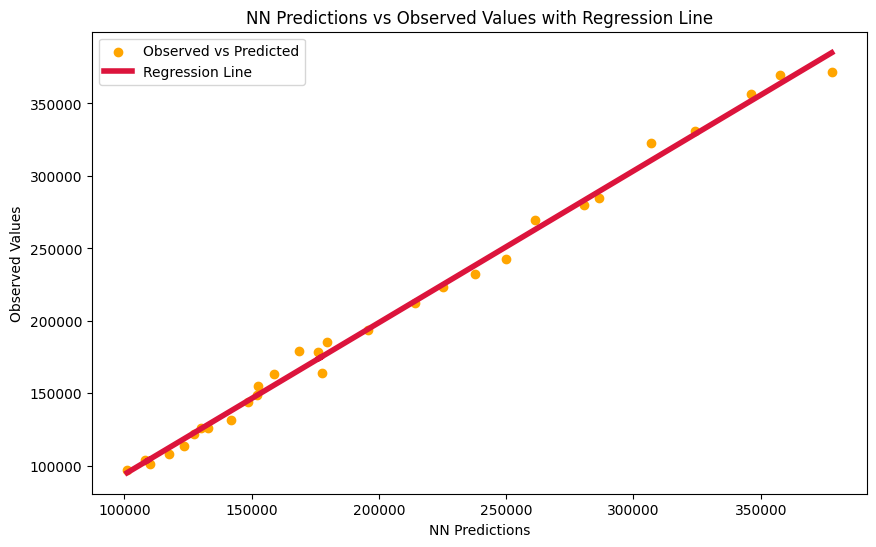 NN Predictions vs Observed Values with Regression Line
Observed vs Predicted
Regression Line
Observed Values
350000
300000
250000
200000
150000
100000
100000 150000 200000 250000 300000 350000
NN Predictions